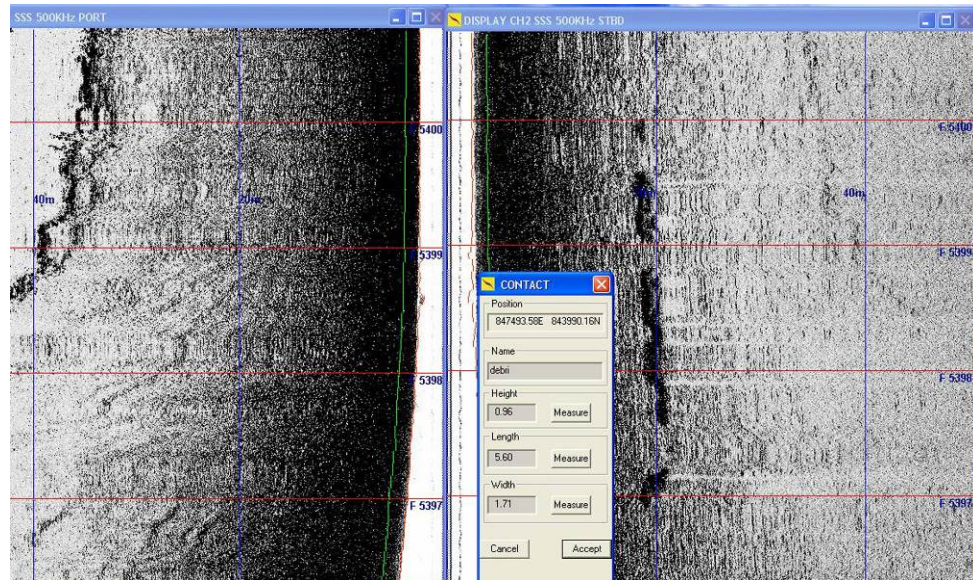 SSS 500KHz PORT
F 5400
40m
20m
F 5399
F 5398
F 5397
DISPLAY CH2 SSS 500KHz STBD
F 5400
40m
F 5399
F 5398
F 5397
CONTACT
Position
847493.58E 843990.16N
Name
debri
Height
0.96 Measure
Length
5.60 Measure
Width
1.71 Measure
Cancel Accept